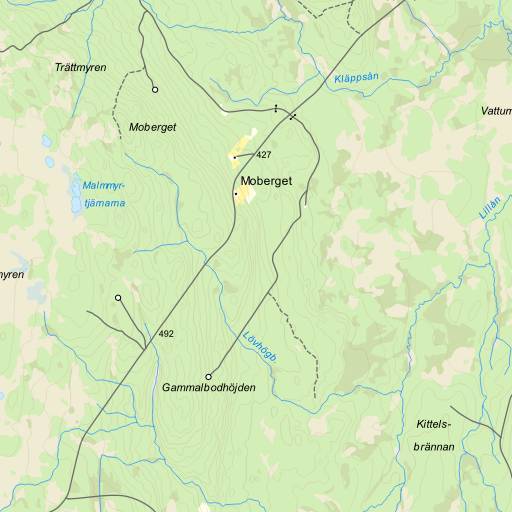 Trättmyren
Kläppsån
Vattum
Moberget
427
Moberget
Malmmyr-
tjärnarna
Lillån
myren
492
Lövhögb
Gammalbodhöjden
Kittels-
brännan